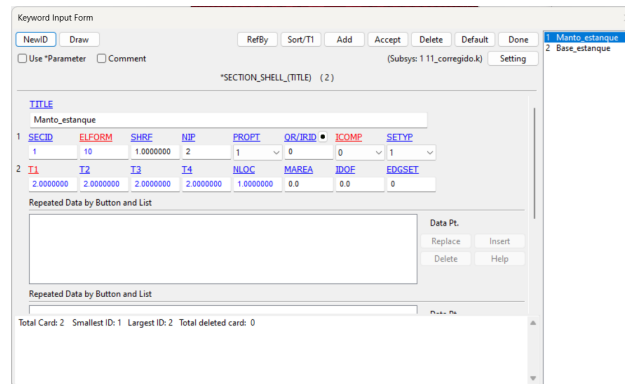 Keyword Input Form
NewID Draw RefBy Sort/T1 Add Accept Delete Default Done
1 Manto_estanque
2 Base_estanque
Use *Parameter Comment (Subsys: 1 11_corregido.k) Setting
*SECTION_SHELL_(TITLE) (2)
TITLE
Manto_estanque
1 SECID ELFORM SHRF NIP PROPT QR/IRID ICOMP SETYP
1 10 1.0000000 2 1 0 0 1
2 T1 T2 T3 T4 NLOC MAREA IDOF EDGSET
2.0000000 2.0000000 2.0000000 2.0000000 1.0000000 0.0 0.0 0
Repeated Data by Button and List
Data Pt.
Replace Insert
Delete Help
Repeated Data by Button and List
Data Pt.
Total Card: 2 Smallest ID: 1 Largest ID: 2 Total deleted card: 0